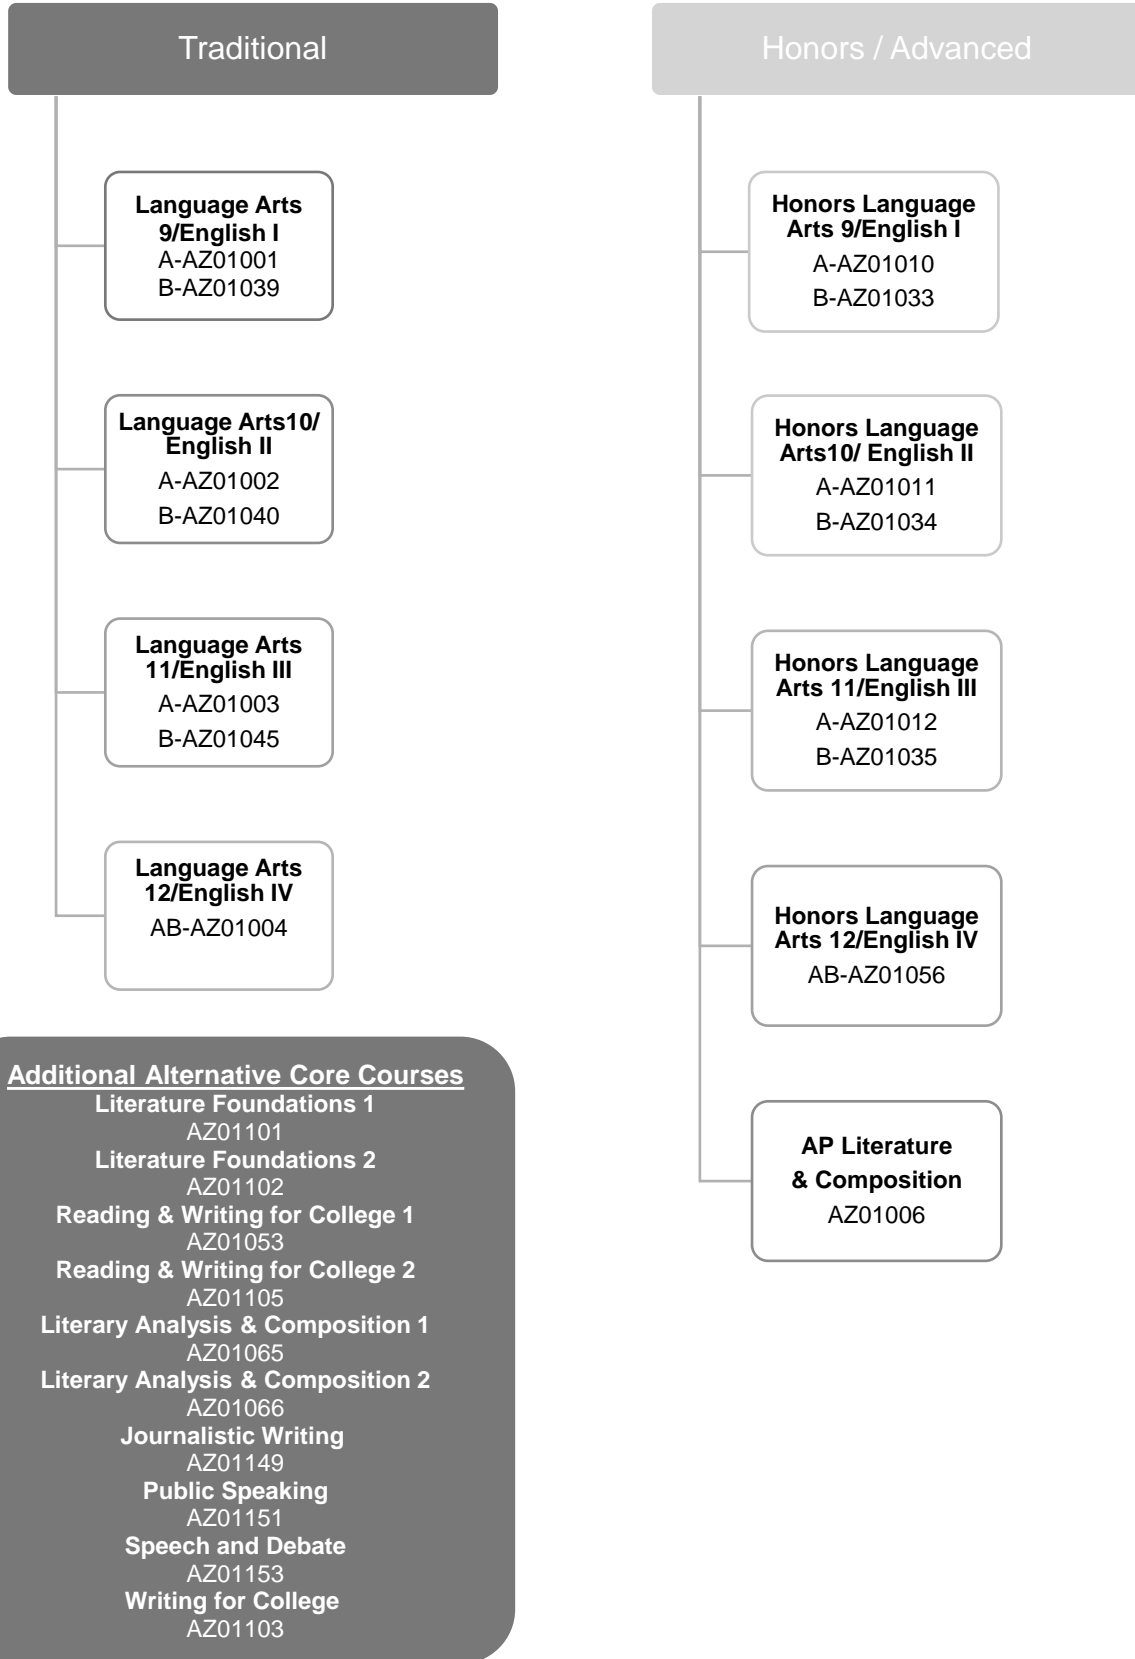 Traditional
Language Arts
9/English I
A-AZ01001
B-AZ01039
Language Arts10/
English II
A-AZ01002
B-AZ01040
Language Arts
11/English III
A-AZ01003
B-AZ01045
Language Arts
12/English IV
AB-AZ01004
Additional Alternative Core Courses
Literature Foundations 1
AZ01101
Literature Foundations 2
AZ01102
Reading & Writing for College 1
AZ01053
Reading & Writing for College 2
AZ01105
Literary Analysis & Composition 1
AZ01065
Literary Analysis & Composition 2
AZ01066
Journalistic Writing
AZ01149
Public Speaking
AZ01151
Speech and Debate
AZ01153
Writing for College
AZ01103
Honors / Advanced
Honors Language
Arts 9/English I
A-AZ01010
B-AZ01033
Honors Language
Arts10/ English II
A-AZ01011
B-AZ01034
Honors Language
Arts 11/English III
A-AZ01012
B-AZ01035
Honors Language
Arts 12/English IV
AB-AZ01056
AP Literature
& Composition
AZ01006